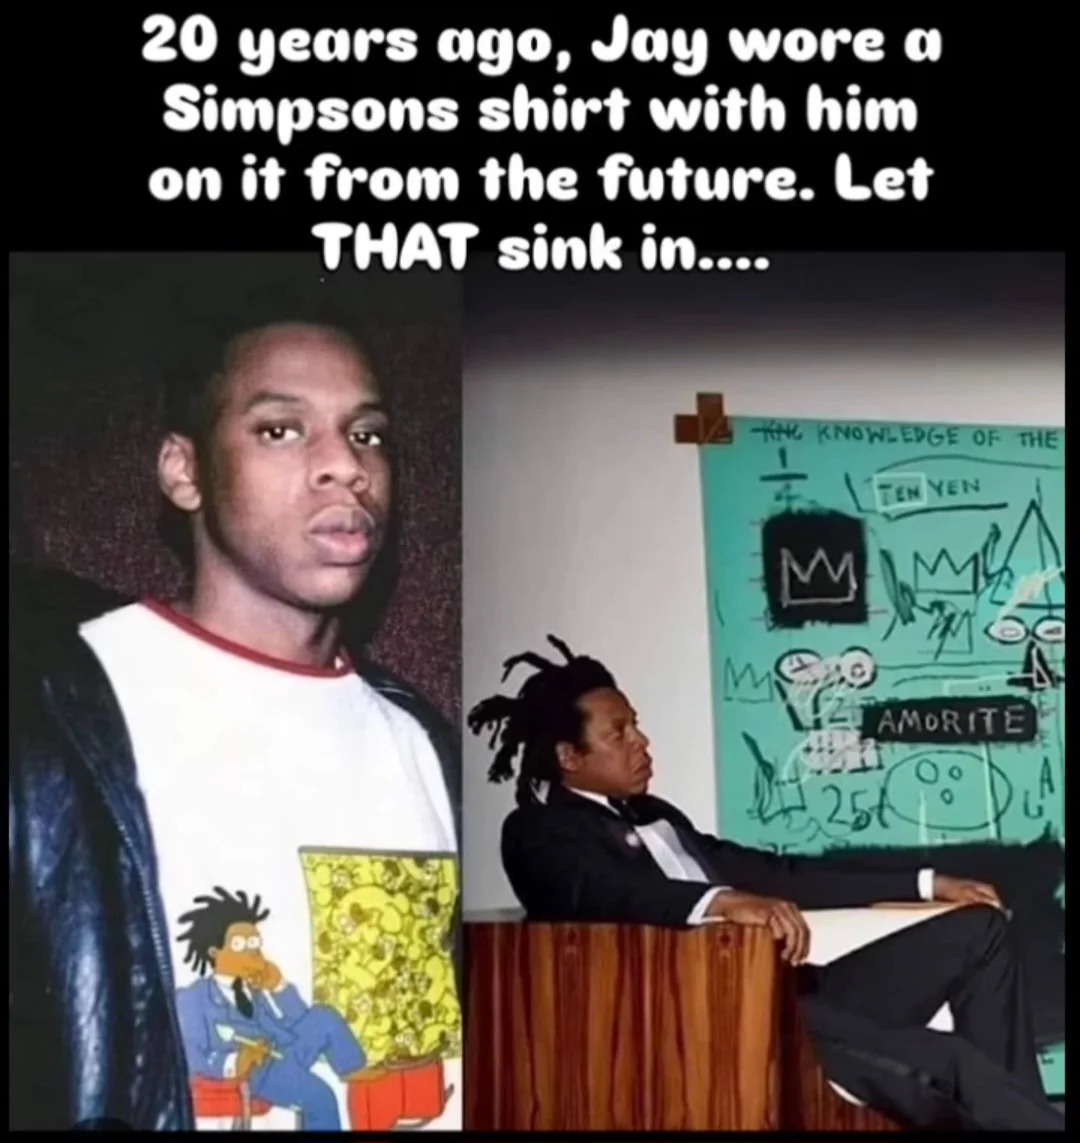 20 years ago, Jay wore a
Simpsons shirt with him
on it from the future. Let
THAT sink in....
KNOWLEDGE OF THE
TEN YEN
AMORITE
25¢